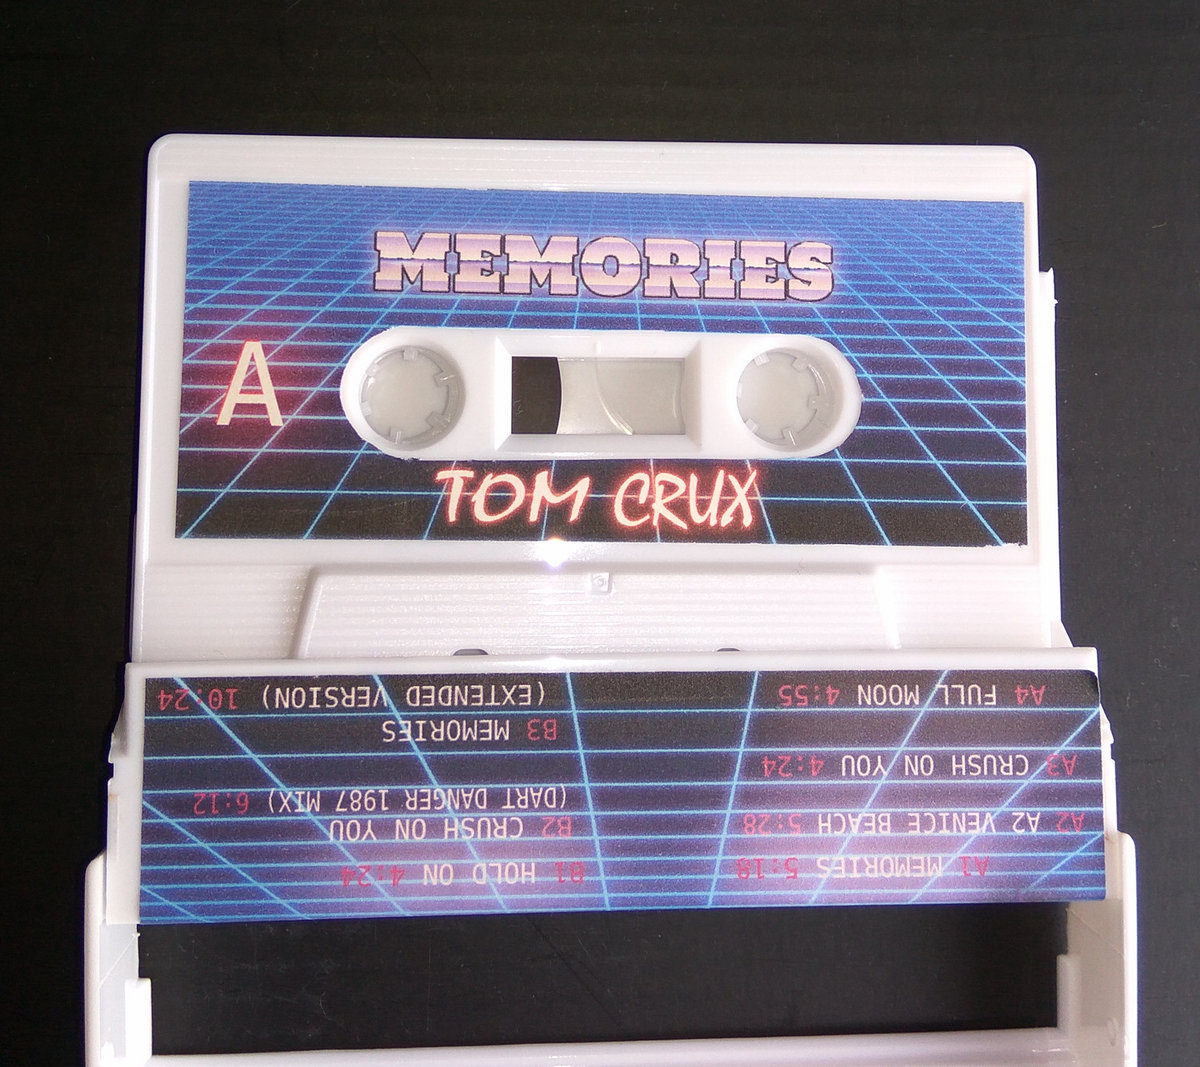 MEMORIES
A
TOM CRUX
A1 MEMORIES 5:18
A2 A2 VENICE BEACH 5:28
A3 CRUSH ON YOU 4:24
A4 FULL MOON 4:55
B1 HOLD ON 4:24
B2 CRUSH ON YOU
(DART DANGER 1987 MIX) 6:12
B3 MEMORIES
(EXTENDED VERSION) 10:24